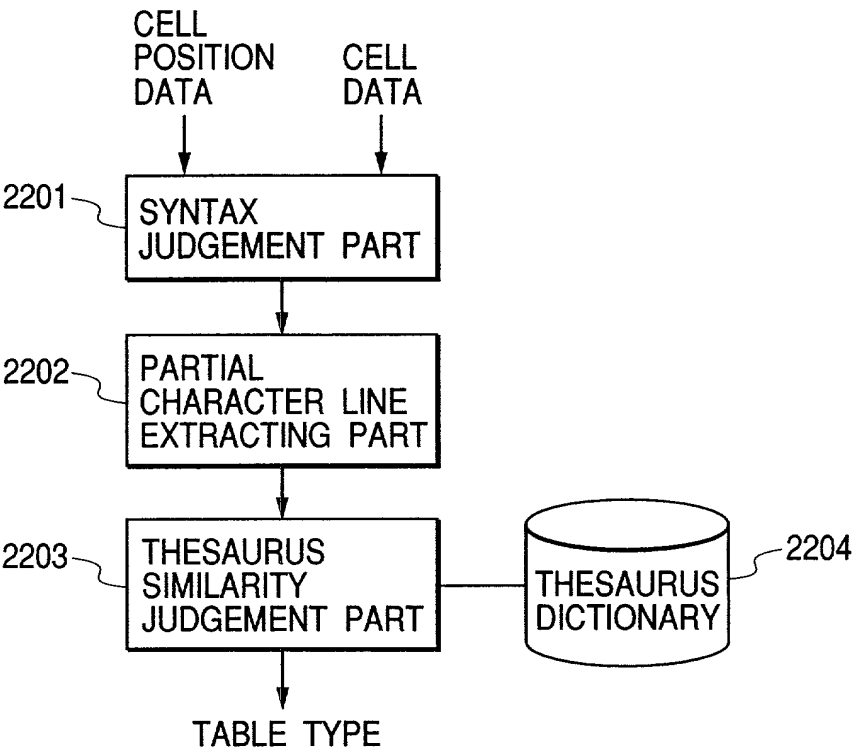 CELL
POSITION
DATA
CELL
DATA
2201
SYNTAX
JUDGEMENT PART
2202
PARTIAL
CHARACTER LINE
EXTRACTING PART
2203
THESAURUS
SIMILARITY
JUDGEMENT PART
2204
THESAURUS
DICTIONARY
TABLE TYPE